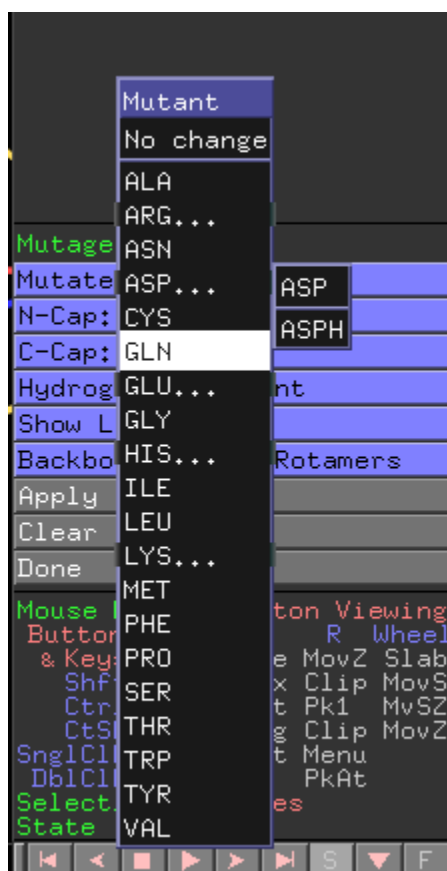 Mutant
No change
ALA
ARG...
Mutage
ASN
Mutate
ASP...
ASP
N-Cap:
CYS
ASPH
C-Cap:
GLN
Hydrog
GLU...
nt
Show L
GLY
Backbo
HIS...
Rotamers
Apply
ILE
Clear
LEU
Done
LYS...
MET
Mouse
ton Viewing
Button
PHE
R Wheel
& Key
PRO
e MovZ Slab
Shf
SER
x Clip MovS
Ctr
t Pk1 MvSZ
CtS
THR
g Clip MovZ
SnglCl
TRP
t Menu
DblCl
TYR
PkAt
Select
es
State
VAL
S
F